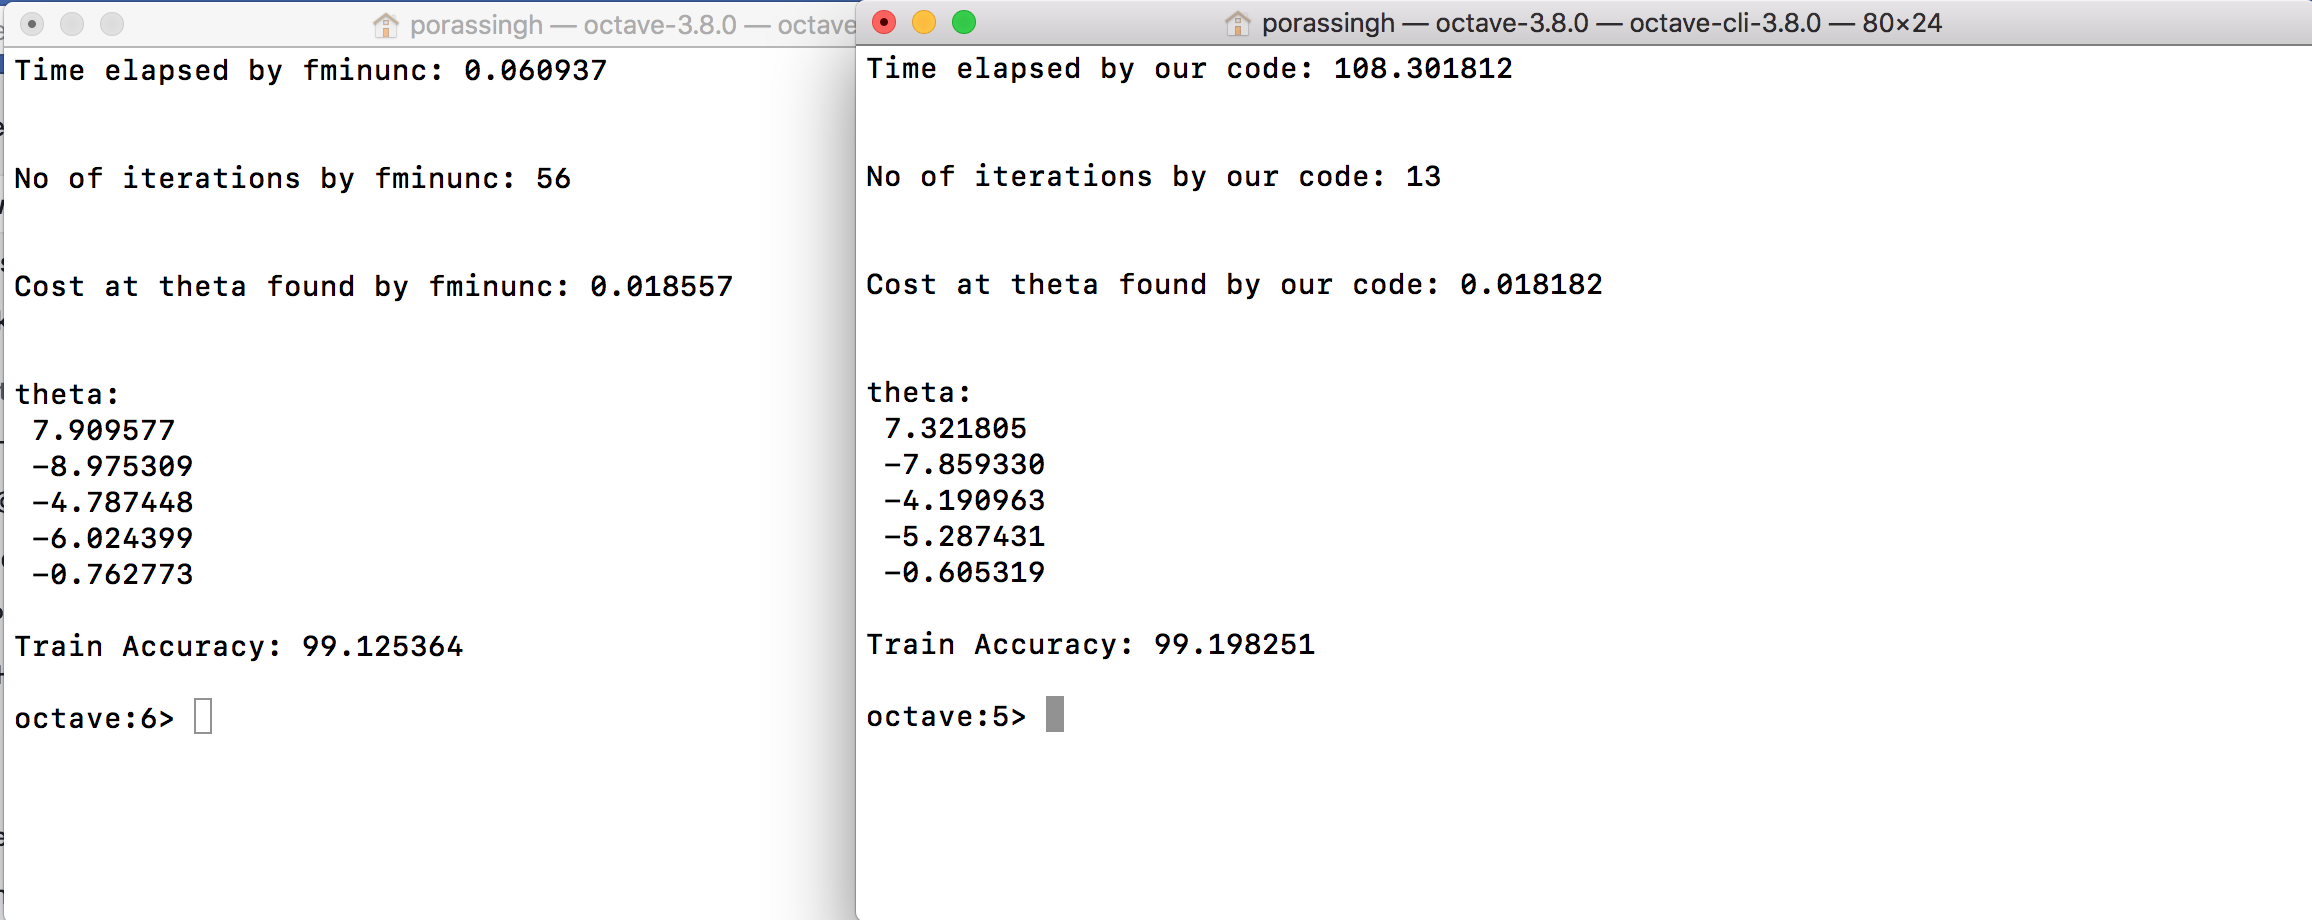 porassingh — octave-3.8.0 — octave
Time elapsed by fminunc: 0.060937
No of iterations by fminunc: 56
Cost at theta found by fminunc: 0.018557
theta:
7.909577
-8.975309
-4.787448
-6.024399
-0.762773
Train Accuracy: 99.125364
octave:6>
porassingh — octave-3.8.0 — octave-cli-3.8.0 — 80×24
Time elapsed by our code: 108.301812
No of iterations by our code: 13
Cost at theta found by our code: 0.018182
theta:
7.321805
-7.859330
-4.190963
-5.287431
-0.605319
Train Accuracy: 99.198251
octave:5>